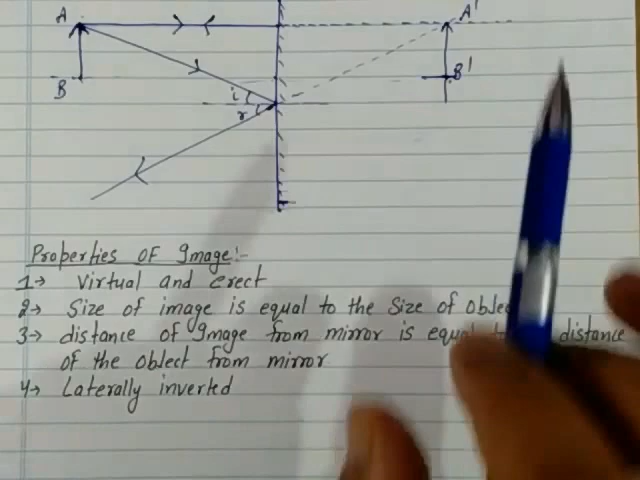 A
A'
B
B'
i
r
Properties of Image:-
1→ Virtual and erect
2→ Size of image is equal to the size of
3→ distance of Image from mirror is distance
of the object from mirror
4→ Laterally inverted